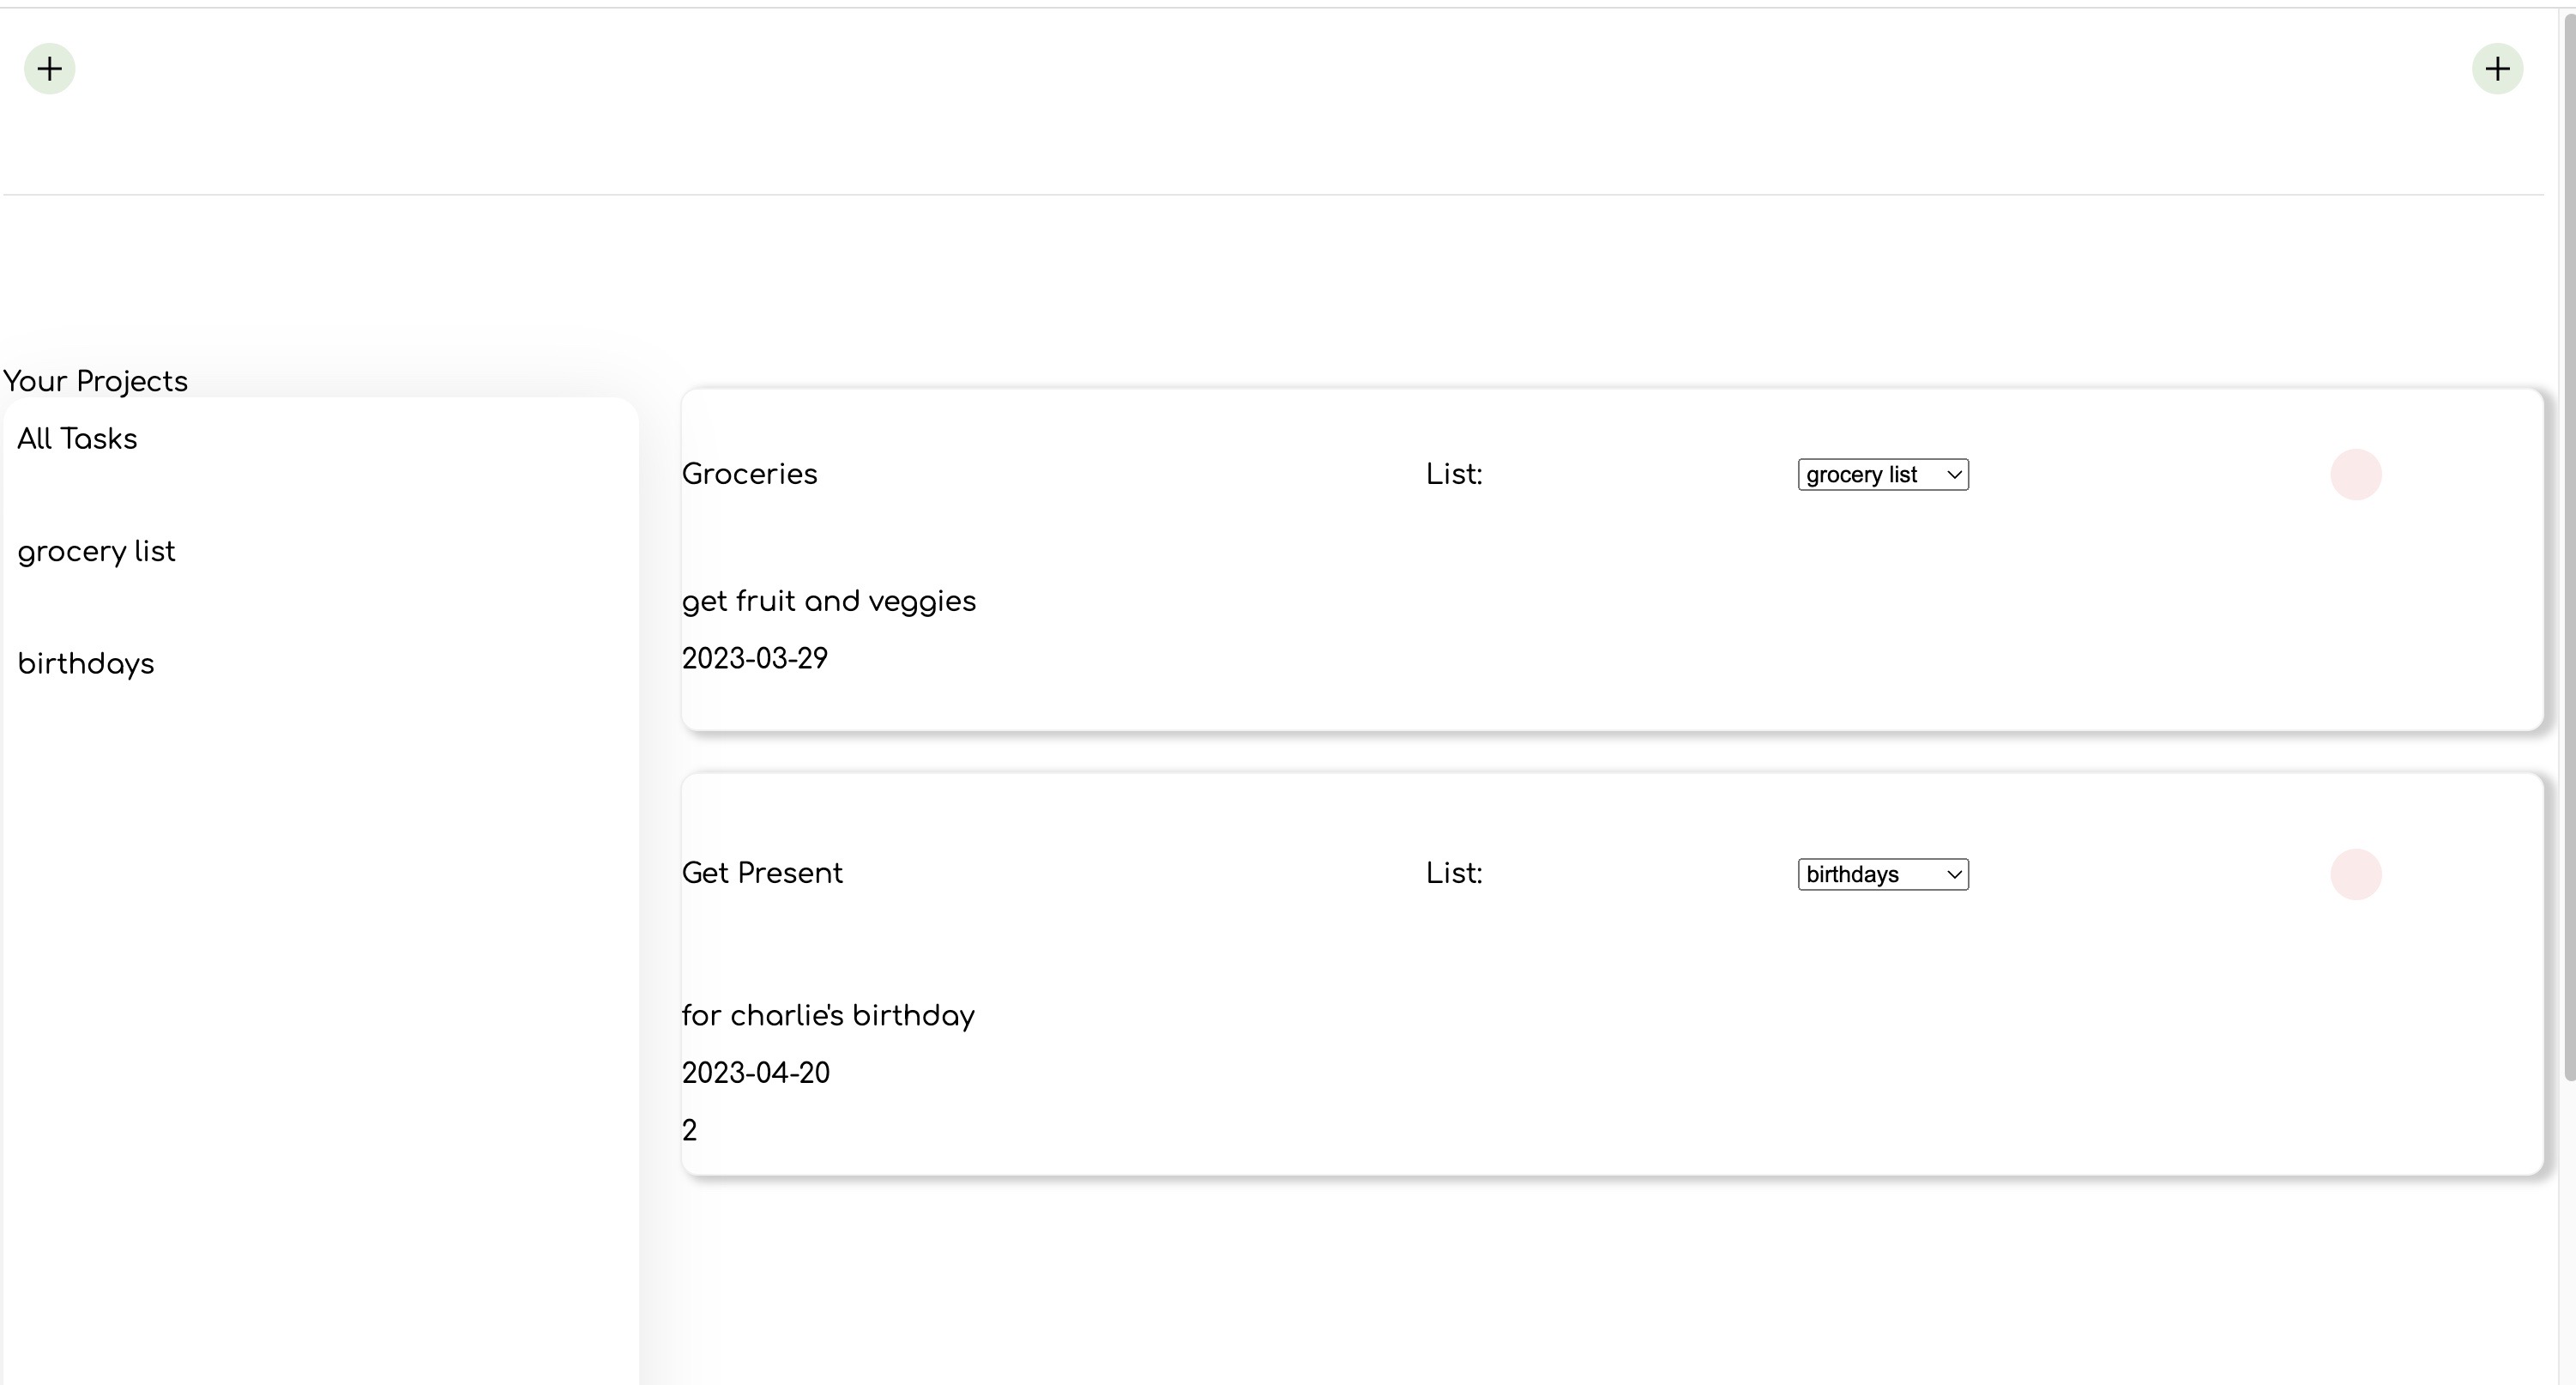 Your Projects
All Tasks
grocery list
birthdays
Groceries List: grocery list
get fruit and veggies
2023-03-29
Get Present List: birthdays
for charlie's birthday
2023-04-20
2